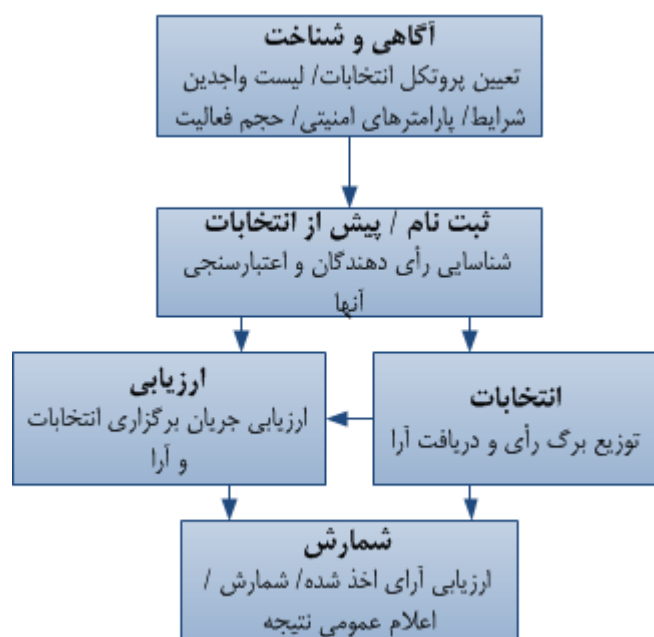 آگاهی و شناخت
تعیین پروتکل انتخابات/ لیست واجدین
شرایط/ پارامترهای امنیتی/ حجم فعالیت
ثبت نام / پیش از انتخابات
شناسایی رأی دهندگان و اعتبارسنجی
آنها
انتخابات
توزیع برگ رأی و دریافت آرا
ارزیابی
ارزیابی جریان برگزاری انتخابات
و آرا
شمارش
ارزیابی آرای اخذ شده/ شمارش /
اعلام عمومی نتیجه